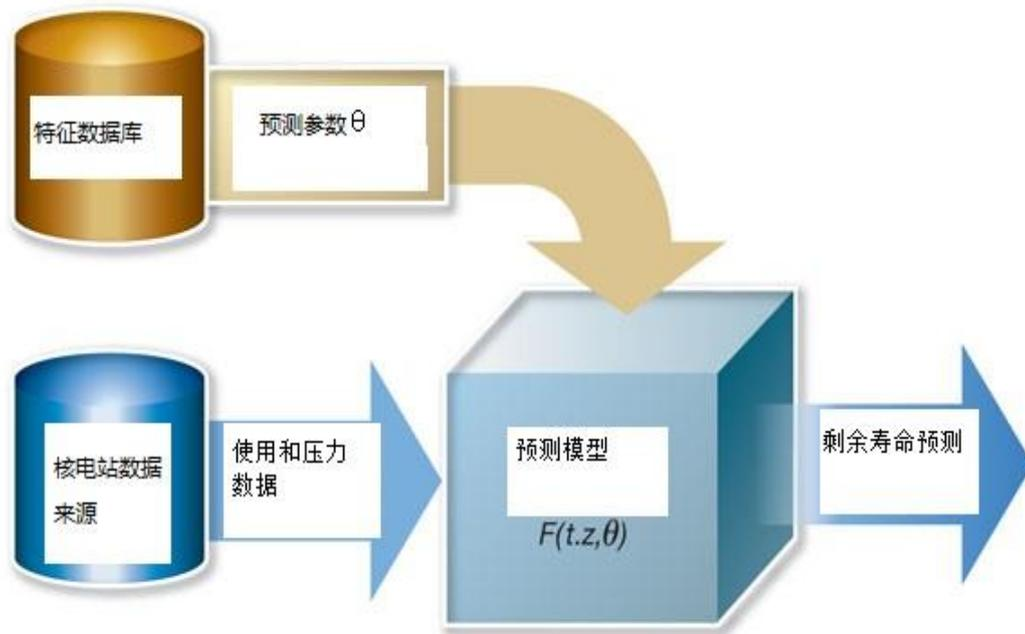 特征数据库
预测参数θ
核电站数据
来源
使用和压力
数据
预测模型
F(t.z,θ)
剩余寿命预测